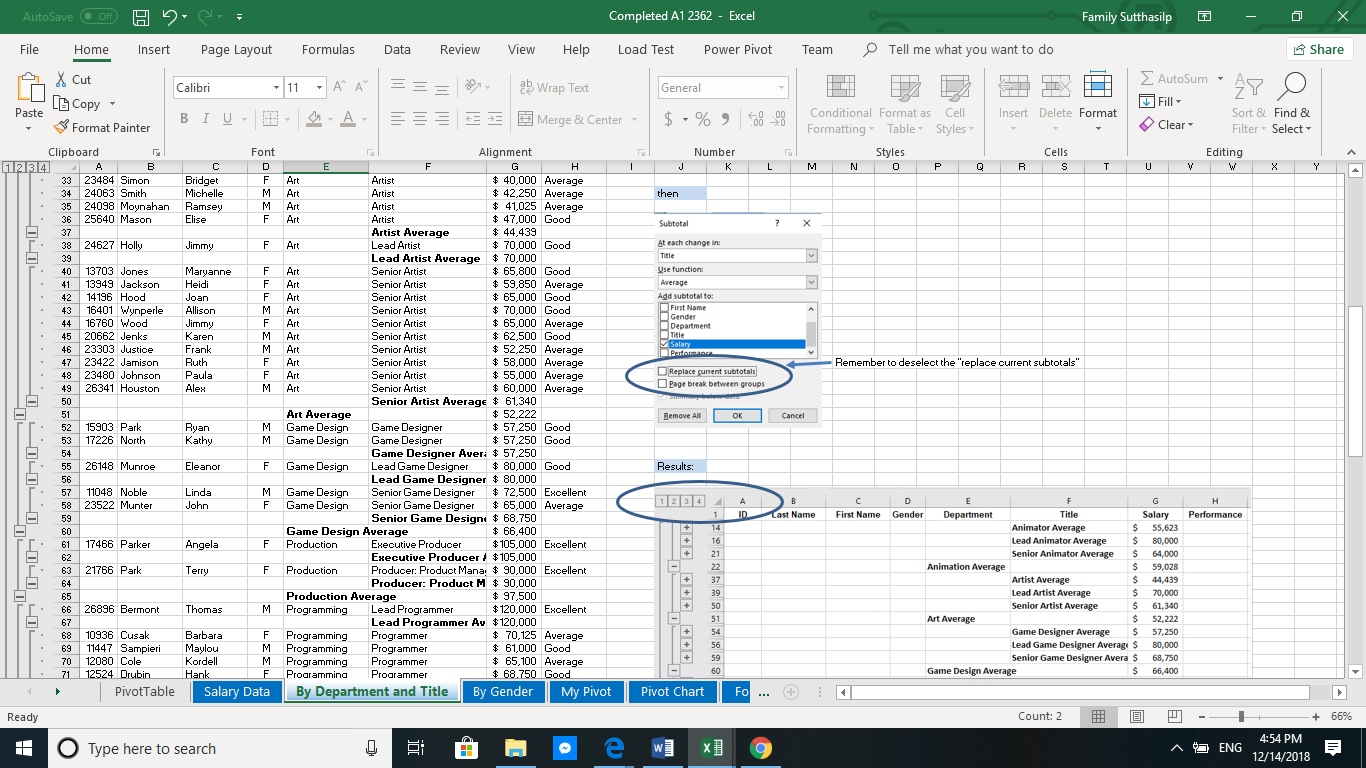 AutoSave Off Completed A1 2362 - Excel Family Sutthasilp
File Home Insert Page Layout Formulas Data Review View Help Load Test Power Pivot Team Tell me what you want to do Share
Paste
Cut
Copy
Format Painter
Clipboard
Calibri 11
B I U
Font
Wrap Text
Merge & Center
Alignment
General
$ % ,
Number
Conditional Formatting
Format as Table
Cell Styles
Styles
Insert Delete Format
Cells
AutoSum
Fill
Clear
Sort & Filter
Find & Select
Editing
1 2 3 4 A B C D E F G H I J K L M N O P Q R S T U V W X Y
33 23484 Simon Bridget F Art Artist $ 40,000 Average
34 24063 Smith Michelle M Art Artist $ 42,250 Average
35 24098 Moynahan Ramsey M Art Artist $ 41,025 Average
36 25640 Mason Elise F Art Artist $ 47,000 Good
37 Artist Average $ 44,439
38 24627 Holly Jimmy F Art Lead Artist $ 70,000 Good
39 Lead Artist Average $ 70,000
40 13703 Jones Maryanne F Art Senior Artist $ 65,800 Good
41 13949 Jackson Heidi F Art Senior Artist $ 59,850 Average
42 14196 Hood Joan F Art Senior Artist $ 65,000 Good
43 16401 Wynperle Allison M Art Senior Artist $ 70,000 Good
44 16760 Wood Jimmy F Art Senior Artist $ 65,000 Average
45 20662 Jenks Karen M Art Senior Artist $ 62,500 Good
46 23303 Justice Frank M Art Senior Artist $ 52,250 Average
47 23422 Jamison Ruth F Art Senior Artist $ 58,000 Average
48 23480 Johnson Paula F Art Senior Artist $ 55,000 Average
49 26341 Houston Alex M Art Senior Artist $ 60,000 Average
50 Senior Artist Average $ 61,340
51 Art Average $ 52,222
52 15903 Park Ryan M Game Design Game Designer $ 57,250 Good
53 17226 North Kathy M Game Design Game Designer $ 57,250 Good
54 Game Designer Avera $ 57,250
55 26148 Munroe Eleanor F Game Design Lead Game Designer $ 80,000 Good
56 Lead Game Designer $ 80,000
57 11048 Noble Linda M Game Design Senior Game Designer $ 72,500 Excellent
58 23522 Munter John F Game Design Senior Game Designer $ 65,000 Average
59 Senior Game Designe $ 68,750
60 Game Design Average $ 66,400
61 17466 Parker Angela F Production Executive Producer $105,000 Excellent
62 Executive Producer A $105,000
63 21766 Park Terry F Production Producer: Product Manag $ 90,000 Excellent
64 Producer: Product M $ 90,000
65 Production Average $ 97,500
66 26896 Bermont Thomas M Programming Lead Programmer $120,000 Excellent
67 Lead Programmer Av $120,000
68 10936 Cusak Barbara F Programming Programmer $ 70,125 Average
69 11447 Sampieri Maylou M Programming Programmer $ 61,000 Good
70 12080 Cole Kordell M Programming Programmer $ 65,100 Average
71 12524 Drubin Hank F Programming Programmer $ 68,750 Good
then
Subtotal ?
At each change in:
Title
Use function:
Average
Add subtotal to:
First Name
Gender
Department
Title
Salary
Performance
Replace current subtotals
Page break between groups
Summary below data
Remove All OK Cancel
Remember to deselect the "replace current subtotals"
Results:
1 2 3 4 A B C D E F G H
1 ID Last Name First Name Gender Department Title Salary Performance
14 Animator Average $ 55,623
16 Lead Animator Average $ 80,000
21 Senior Animator Average $ 64,000
22 Animation Average $ 59,028
37 Artist Average $ 44,439
39 Lead Artist Average $ 70,000
50 Senior Artist Average $ 61,340
51 Art Average $ 52,222
54 Game Designer Average $ 57,250
56 Lead Game Designer Average $ 80,000
59 Senior Game Designer Avera $ 68,750
60 Game Design Average $ 66,400
PivotTable Salary Data By Department and Title By Gender My Pivot Pivot Chart Fo ...
Ready Count: 2 66%
Type here to search
ENG
4:54 PM
12/14/2018